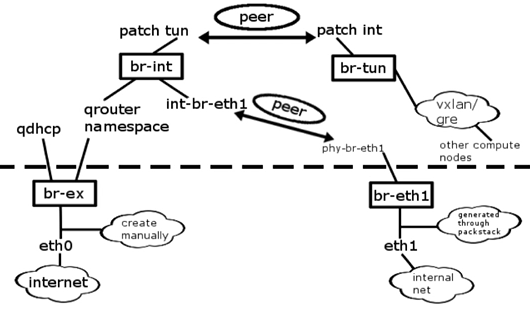 peer
patch tun
patch int
br-int
br-tun
qrouter
namespace
int-br-eth1
peer
vxlan/
gre
qdhcp
phy-br-eth1
other compute
nodes
br-ex
br-eth1
create
manually
generated
through
packstack
eth0
eth1
internet
internal
net